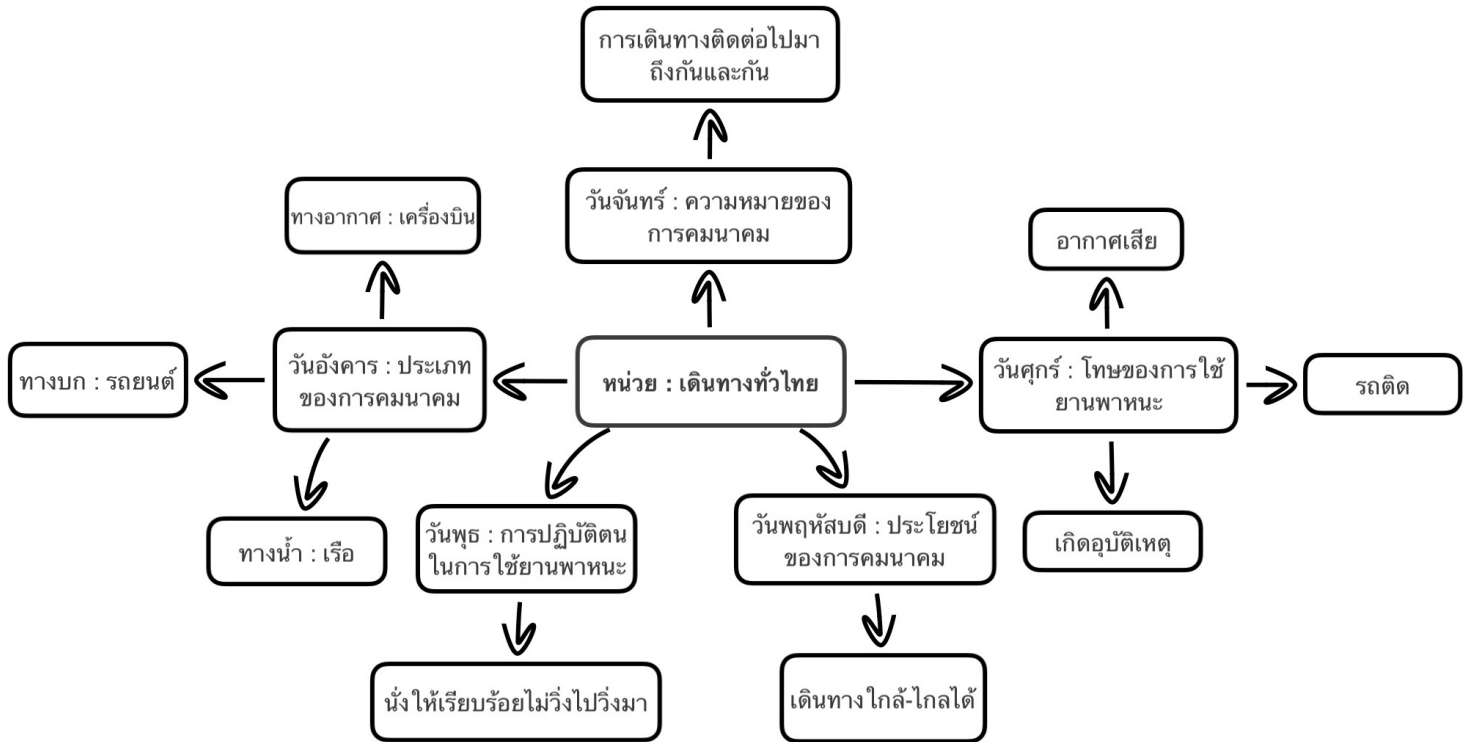 การเดินทางติดต่อไปมา
ถึงกันและกัน
วันจันทร์ : ความหมายของ
การคมนาคม
ทางอากาศ : เครื่องบิน
อากาศเสีย
ทางบก : รถยนต์
วันอังคาร : ประเภท
ของการคมนาคม
หน่วย : เดินทางทั่วไทย
วันศุกร์ : โทษของการใช้
ยานพาหนะ
รถติด
ทางน้ำ : เรือ
วันพุธ : การปฏิบัติตน
ในการใช้ยานพาหนะ
วันพฤหัสบดี : ประโยชน์
ของการคมนาคม
เกิดอุบัติเหตุ
นั่งให้เรียบร้อยไม่วิ่งไปวิ่งมา
เดินทางใกล้-ไกลได้